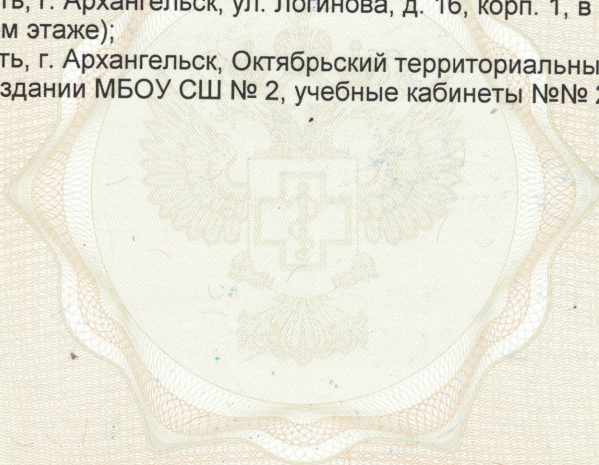 ть, г. Архангельск, ул. Логинова, д. 16, корп. 1, в
м этаже);
ть, г. Архангельск, Октябрьский территориальны
здании МБОУ СШ № 2, учебные кабинеты №№ 2